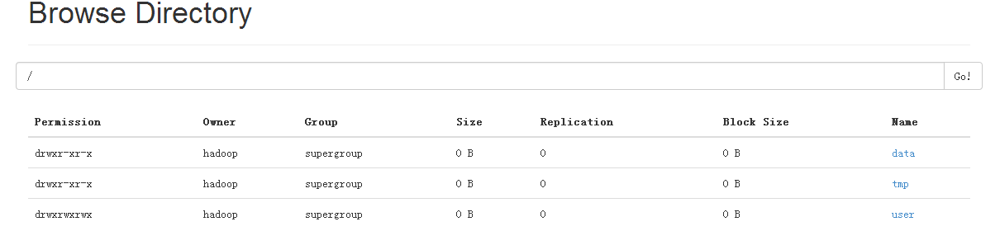 Browse Directory
/ Go!
Permission Owner Group Size Replication Block Size Name
drwxr-xr-x hadoop supergroup 0 B 0 0 B data
drwxr-xr-x hadoop supergroup 0 B 0 0 B tmp
drwxrwxrwx hadoop supergroup 0 B 0 0 B user